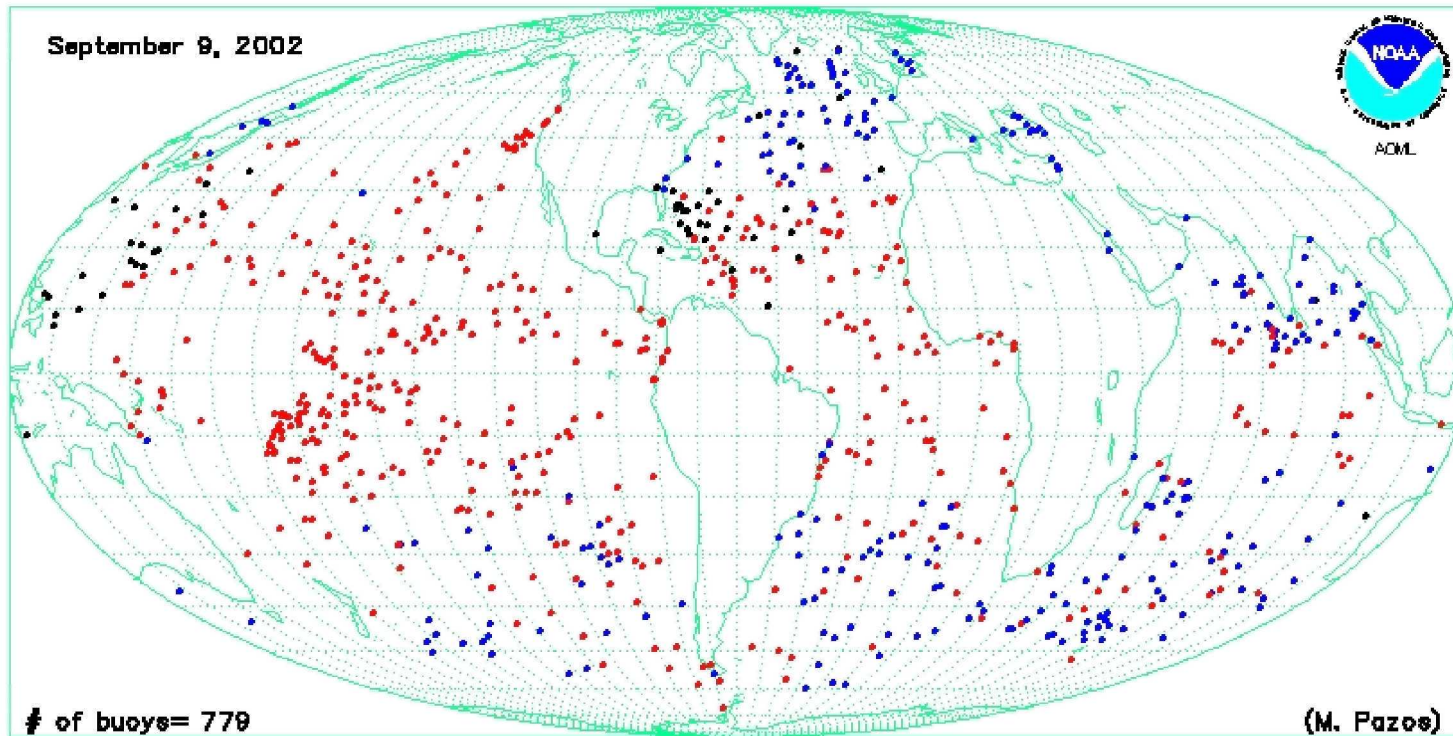 September 9, 2002
NOAA
AOML
# of buoys= 779
(M. Pazos)